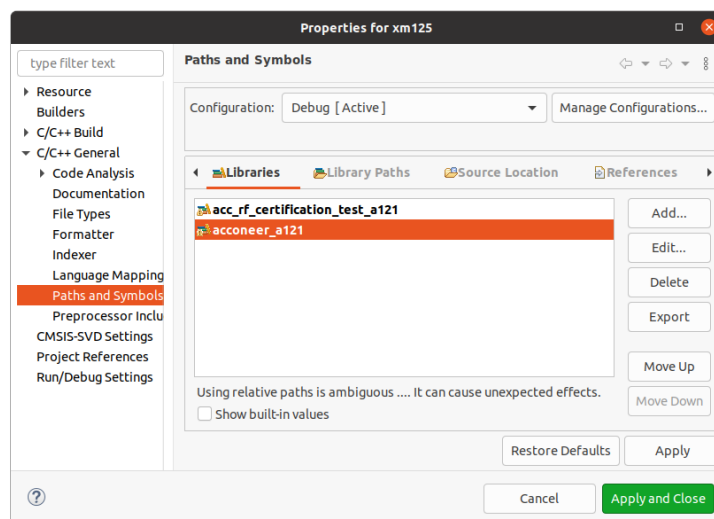 Properties for xm125
type filter text
Paths and Symbols
Resource
Builders
C/C++ Build
C/C++ General
Code Analysis
Documentation
File Types
Formatter
Indexer
Language Mapping
Paths and Symbols
Preprocessor Inclu
CMSIS-SVD Settings
Project References
Run/Debug Settings
Configuration: Debug [ Active ] Manage Configurations...
Libraries Library Paths Source Location References
acc_rf_certification_test_a121
acconeer_a121
Add...
Edit...
Delete
Export
Move Up
Move Down
Using relative paths is ambiguous .... It can cause unexpected effects.
Show built-in values
Restore Defaults Apply
Cancel Apply and Close